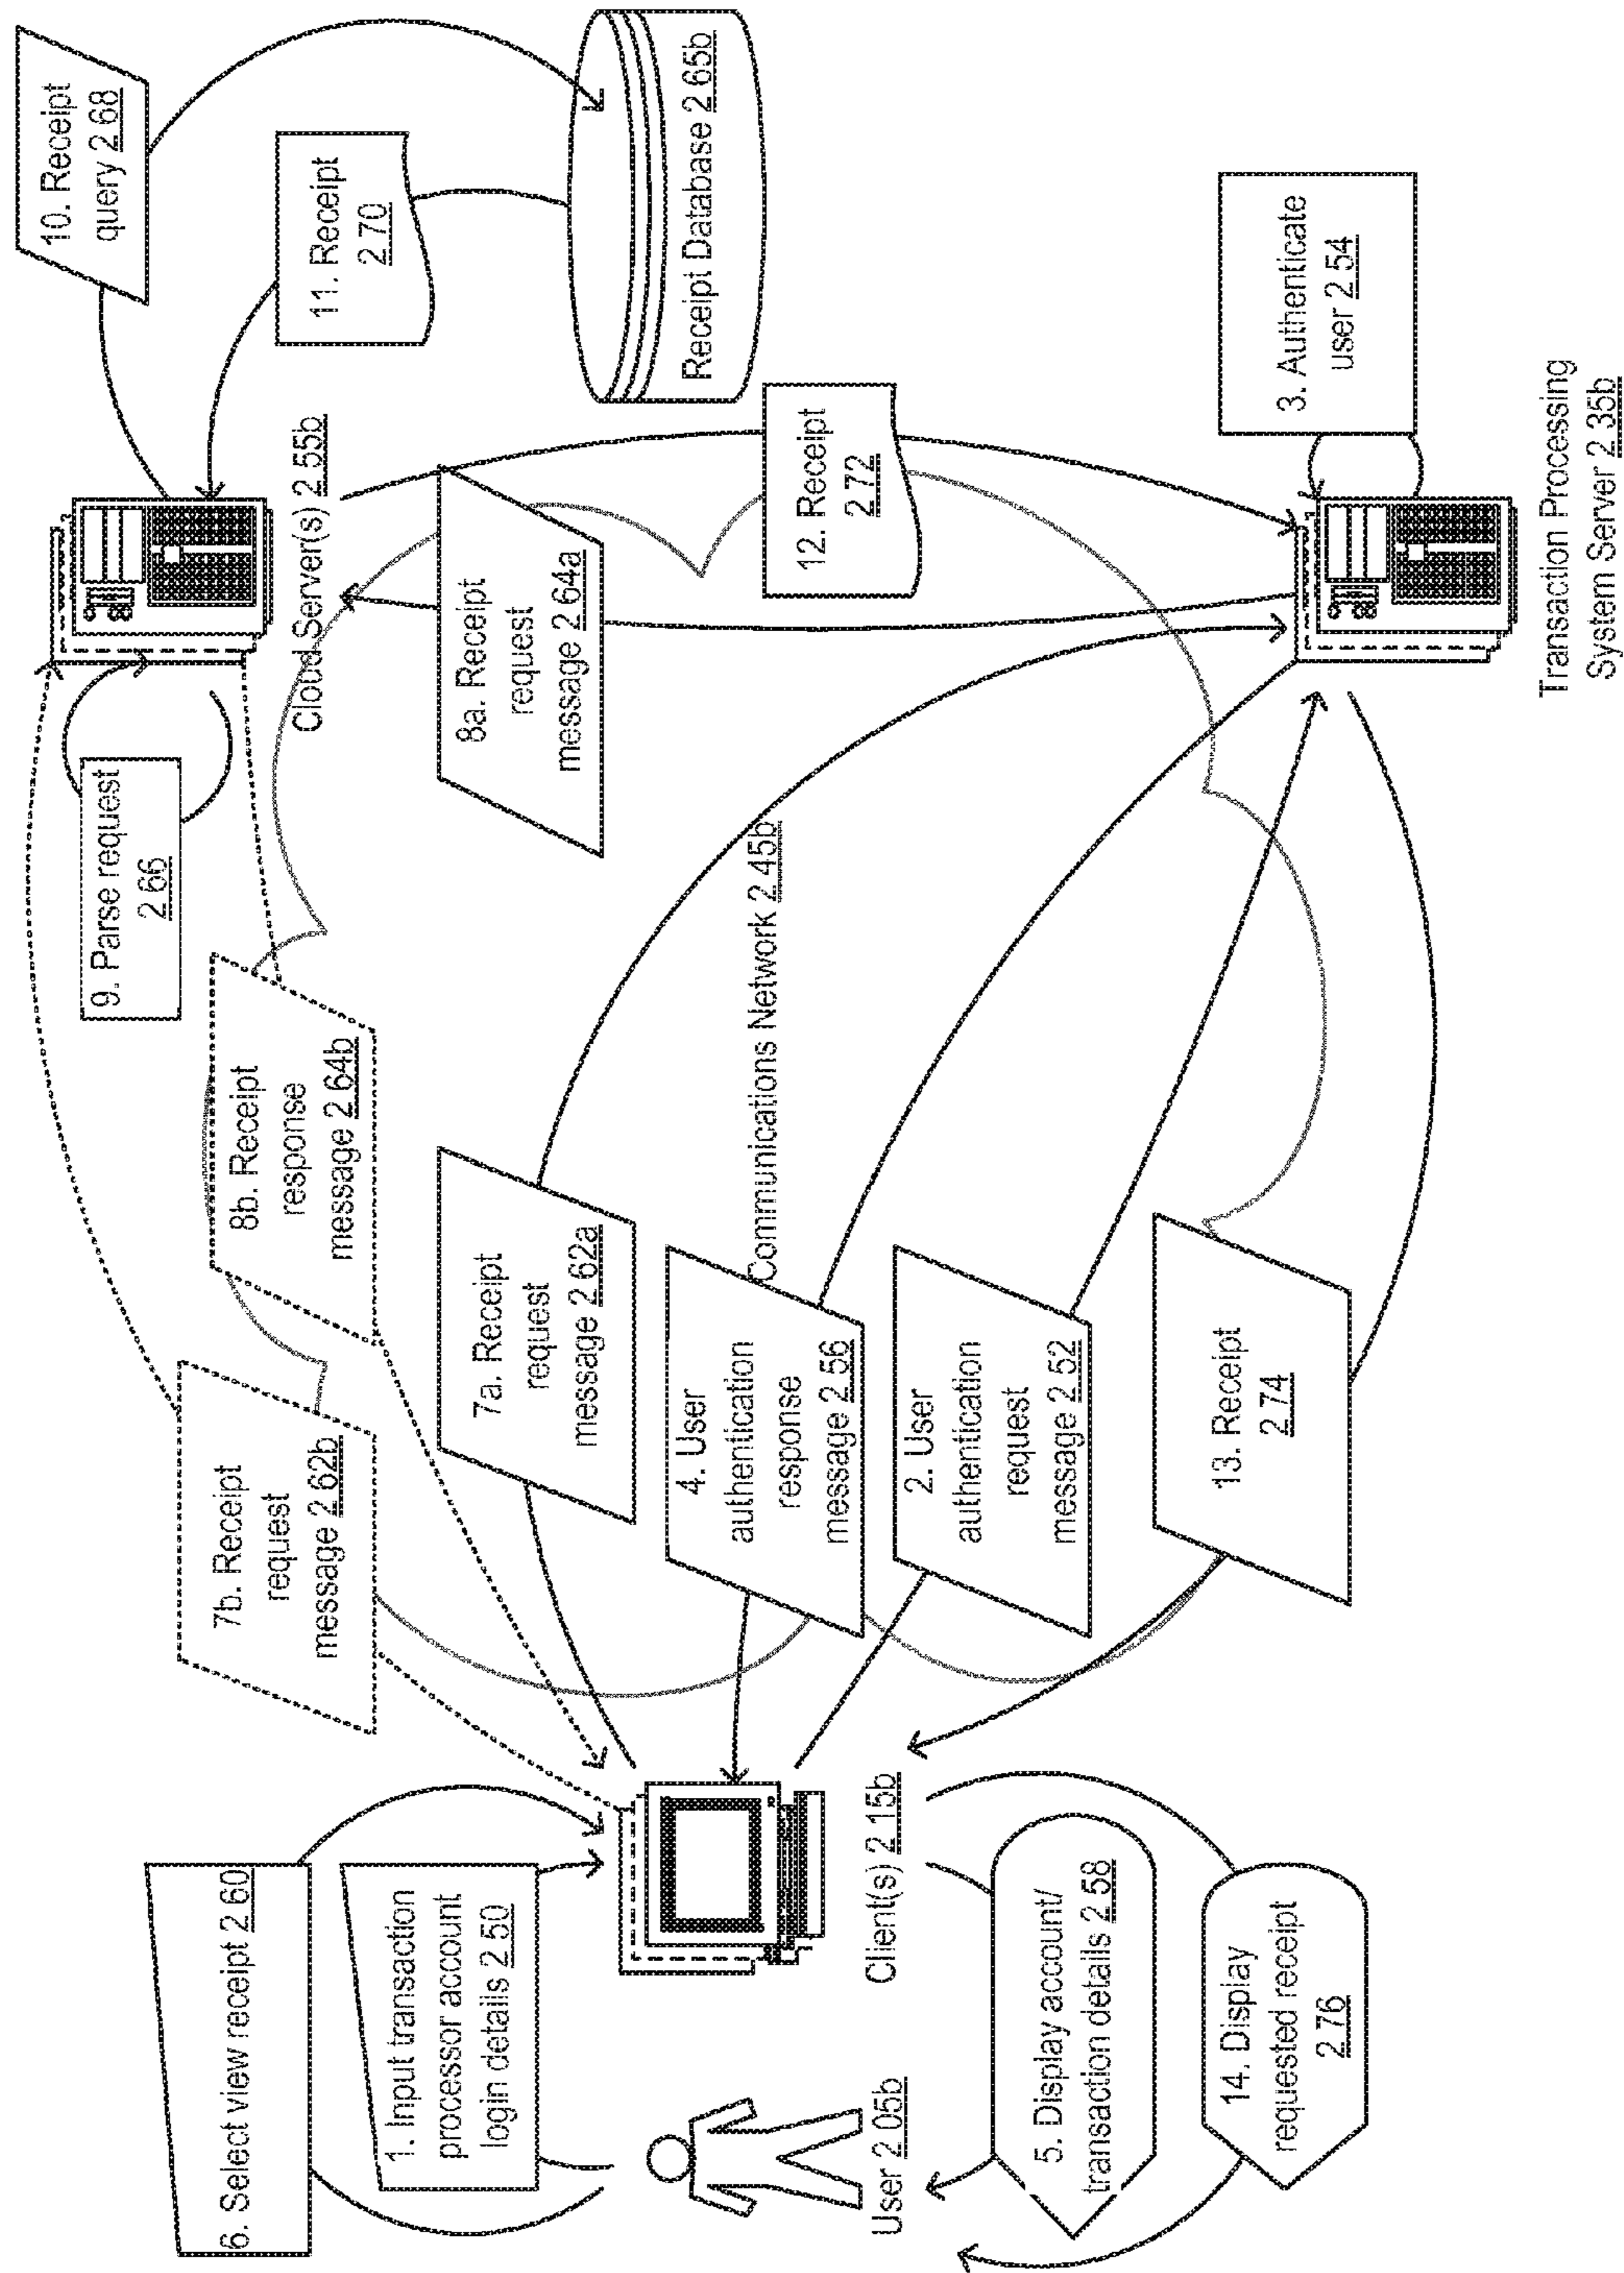 6. Select view receipt 2 60
1. Input transaction
processor account
login details 2 50
User 2 05b
5. Display account/
transaction details 2 58
14. Display
requested receipt
2 76
Client(s) 2 15b
7b. Receipt
request
message 2 62b
8b. Receipt
response
message 2 64b
7a. Receipt
request
message 2 62a
4. User
authentication
response
message 2 56
2. User
authentication
request
message 2 52
13. Receipt
2 74
Communications Network 2 45b
9. Parse request
2 66
Cloud Server(s) 2 55b
8a. Receipt
request
message 2 64a
12. Receipt
2 72
10. Receipt
query 2 68
11. Receipt
2 70
Receipt Database 2 65b
3. Authenticate
user 2 54
Transaction Processing
System Server 2 35b